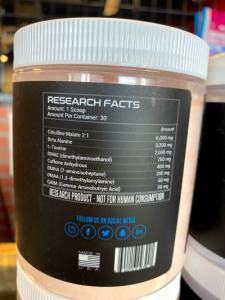 RESEARCH FACTS
Amount: 1 Scoop
Amount Per Container: 30
Amount
Citrulline Malate 2:1 6,000 mg
Beta Alanine 3,200 mg
L-Taurine 2,000 mg
DMAE (dimethylaminoethanol) 750 mg
Caffeine Anhydrous 400 mg
DMHA (2-aminoisoheptane) 200 mg
DMAA (1,3-dimethylamylamine) 60 mg
GABA (Gamma-Aminobutyric Acid) 50 mg
RESEARCH PRODUCT - NOT FOR HUMAN CONSUMPTION
FOLLOW US ON SOCIAL MEDIA